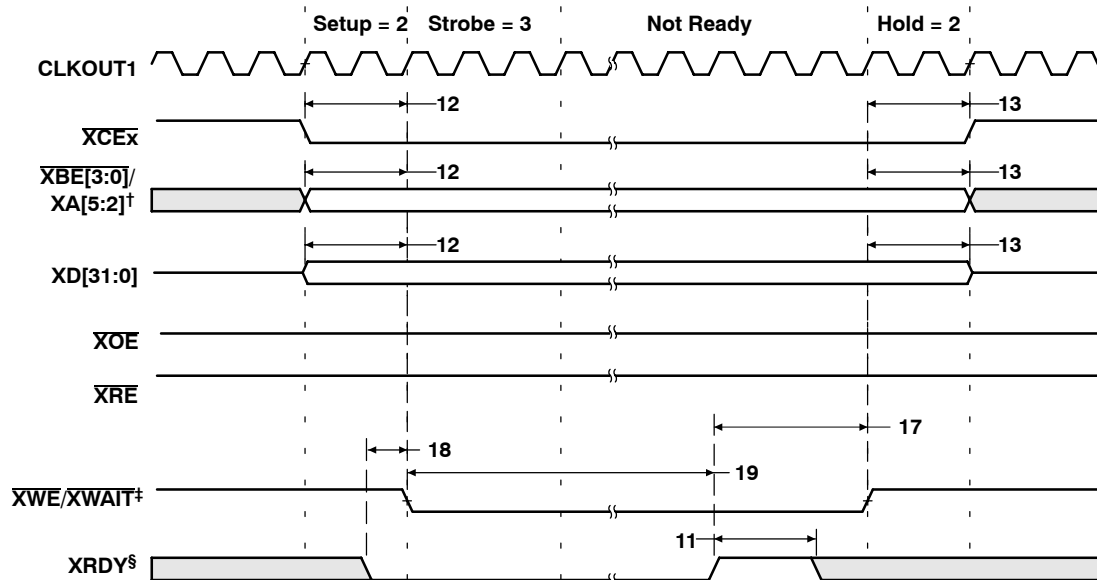 Setup = 2 Strobe = 3 Not Ready Hold = 2
CLKOUT1
12 13
XCEx
XBE[3:0]/
12 13
XA[5:2]†
12 13
XD[31:0]
XOE
XRE
17
18
19
XWE/XWAIT‡
11
XRDY§